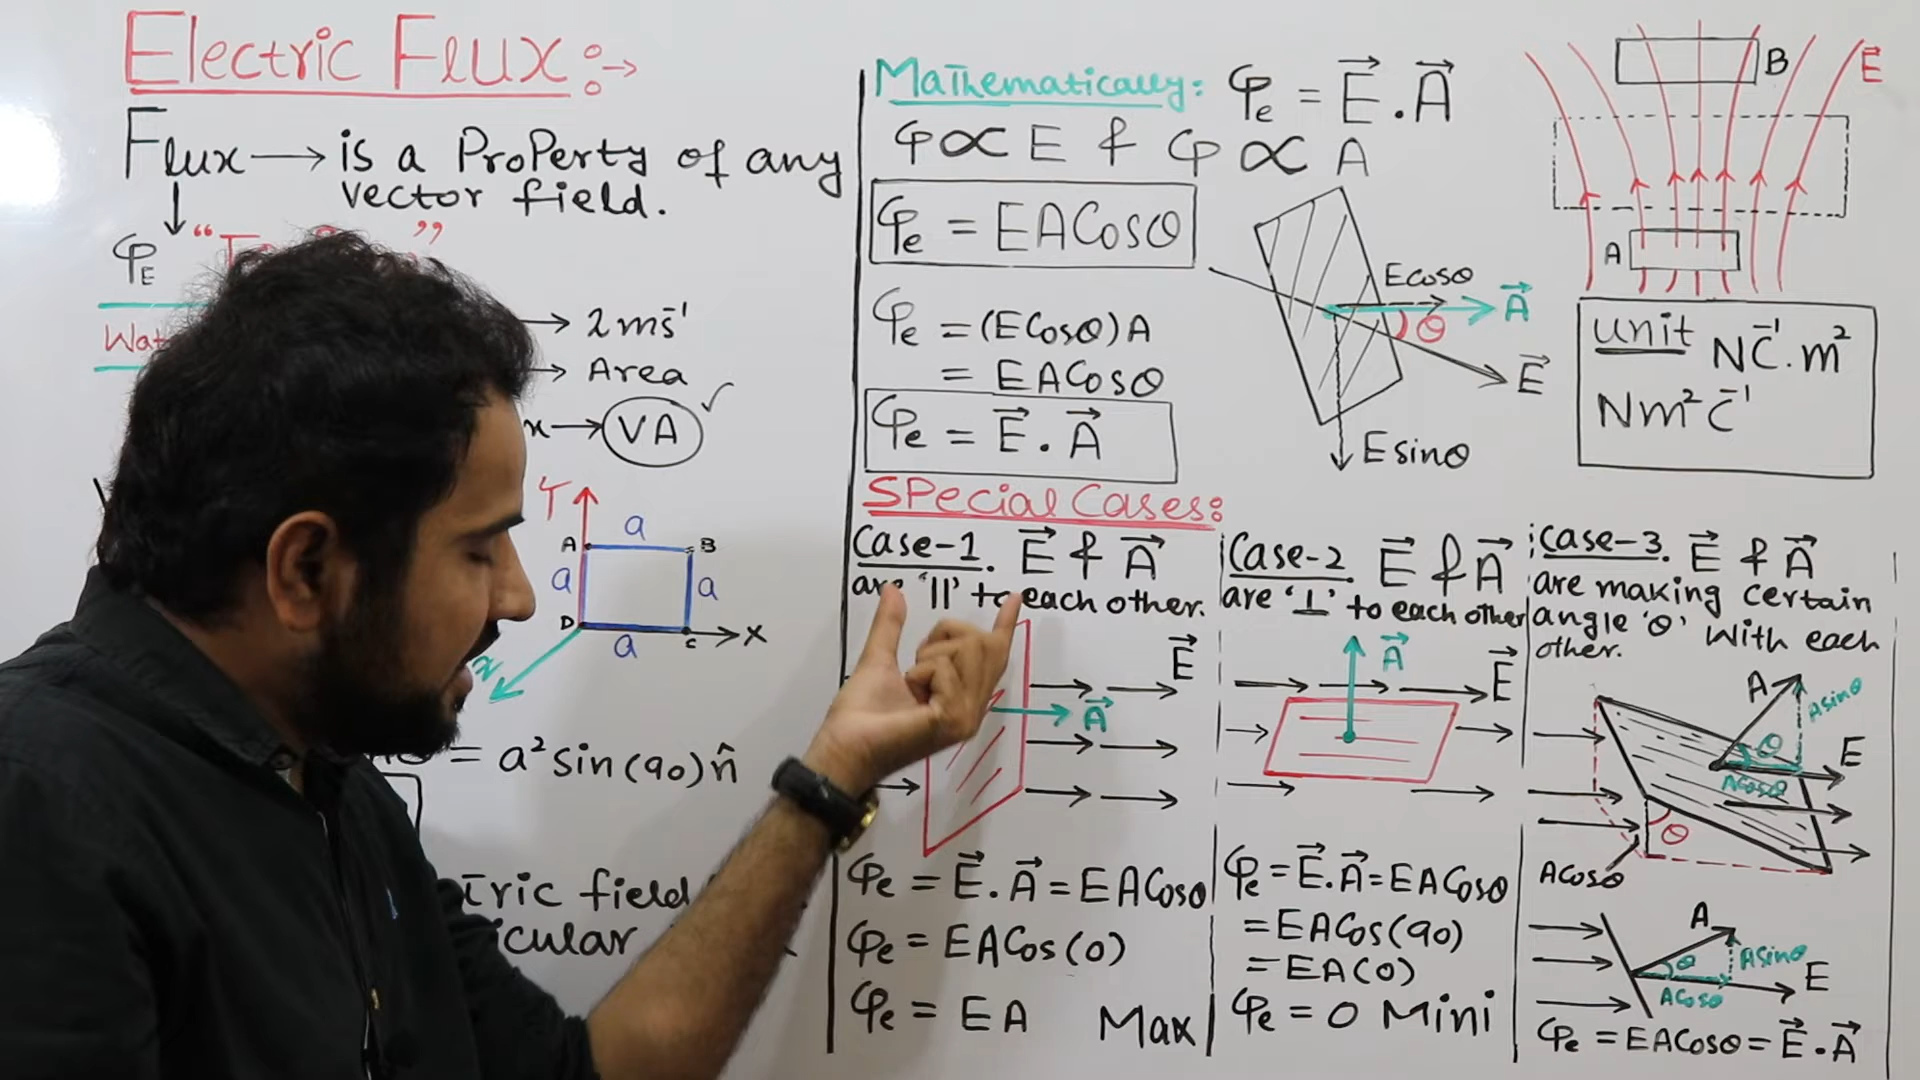 Electric Flux:→
Flux → is a Property of any
vector field.
φE "
2ms⁻¹
Area
VA ✓
Y
a
A B
a a
D a C X
= a² sin(90) n̂
tric field
icular
Mathematically: φe = E⃗ . A⃗
φ ∝ E & φ ∝ A
φe = EACosθ
φe = (ECosθ)A
= EACosθ
φe = E⃗ . A⃗
Ecosθ
A⃗
θ
E⃗
Esinθ
B
E⃗
A
unit NC⁻¹.m²
Nm²C⁻¹
Special Cases:
Case-1. E⃗ & A⃗
are '||' to each other.
E⃗
A⃗
φe = E⃗ . A⃗ = EACosθ
φe = EACos(0)
φe = EA Max
Case-2 E⃗ & A⃗
are '⊥' to each other
A⃗
E⃗
φe = E⃗.A⃗ = EACosθ
= EACos(90)
= EA(0)
φe = 0 Mini
Case-3. E⃗ & A⃗
are making certain
angle 'θ' with each
other.
A Asinθ
θ E
Acosθ
θ
Acosθ
A
θ Asinθ
E
Acosθ
φe = EACosθ = E⃗ . A⃗